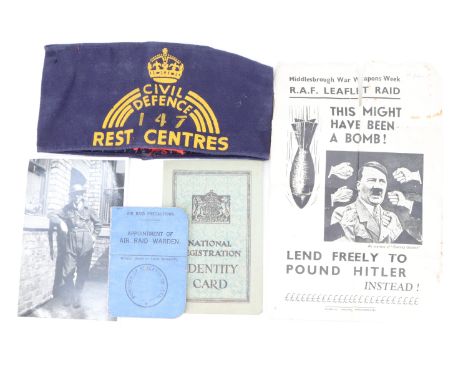 CIVIL
DEFENCE
147
REST CENTRES
AIR RAID PRECAUTIONS
APPOINTMENT OF
AIR RAID WARDEN
NATIONAL
REGISTRATION
IDENTITY
CARD
Middlesbrough War Weapons Week
R.A.F. LEAFLET RAID
THIS MIGHT
HAVE BEEN
A BOMB!
LEND FREELY TO
POUND HITLER
INSTEAD!